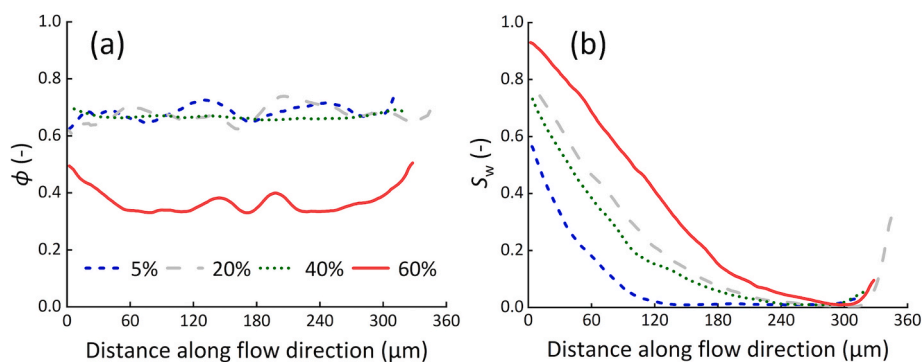 (a)
1.0
0.8
0.6
0.4
0.2
0.0
ϕ (-)
5% 20% 40% 60%
0 60 120 180 240 300 360
Distance along flow direction (μm)
(b)
1.0
0.8
0.6
0.4
0.2
0.0
Sw (-)
0 60 120 180 240 300 360
Distance along flow direction (μm)